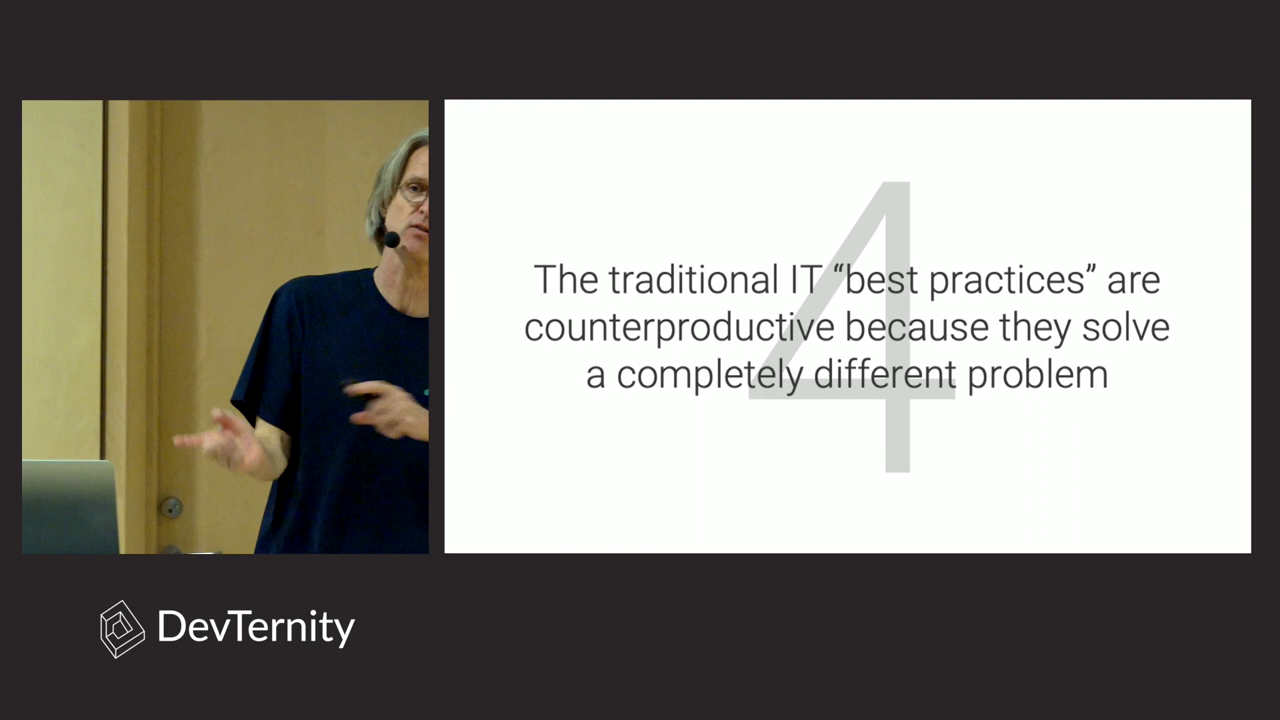 4
The traditional IT “best practices” are
counterproductive because they solve
a completely different problem
DevTernity